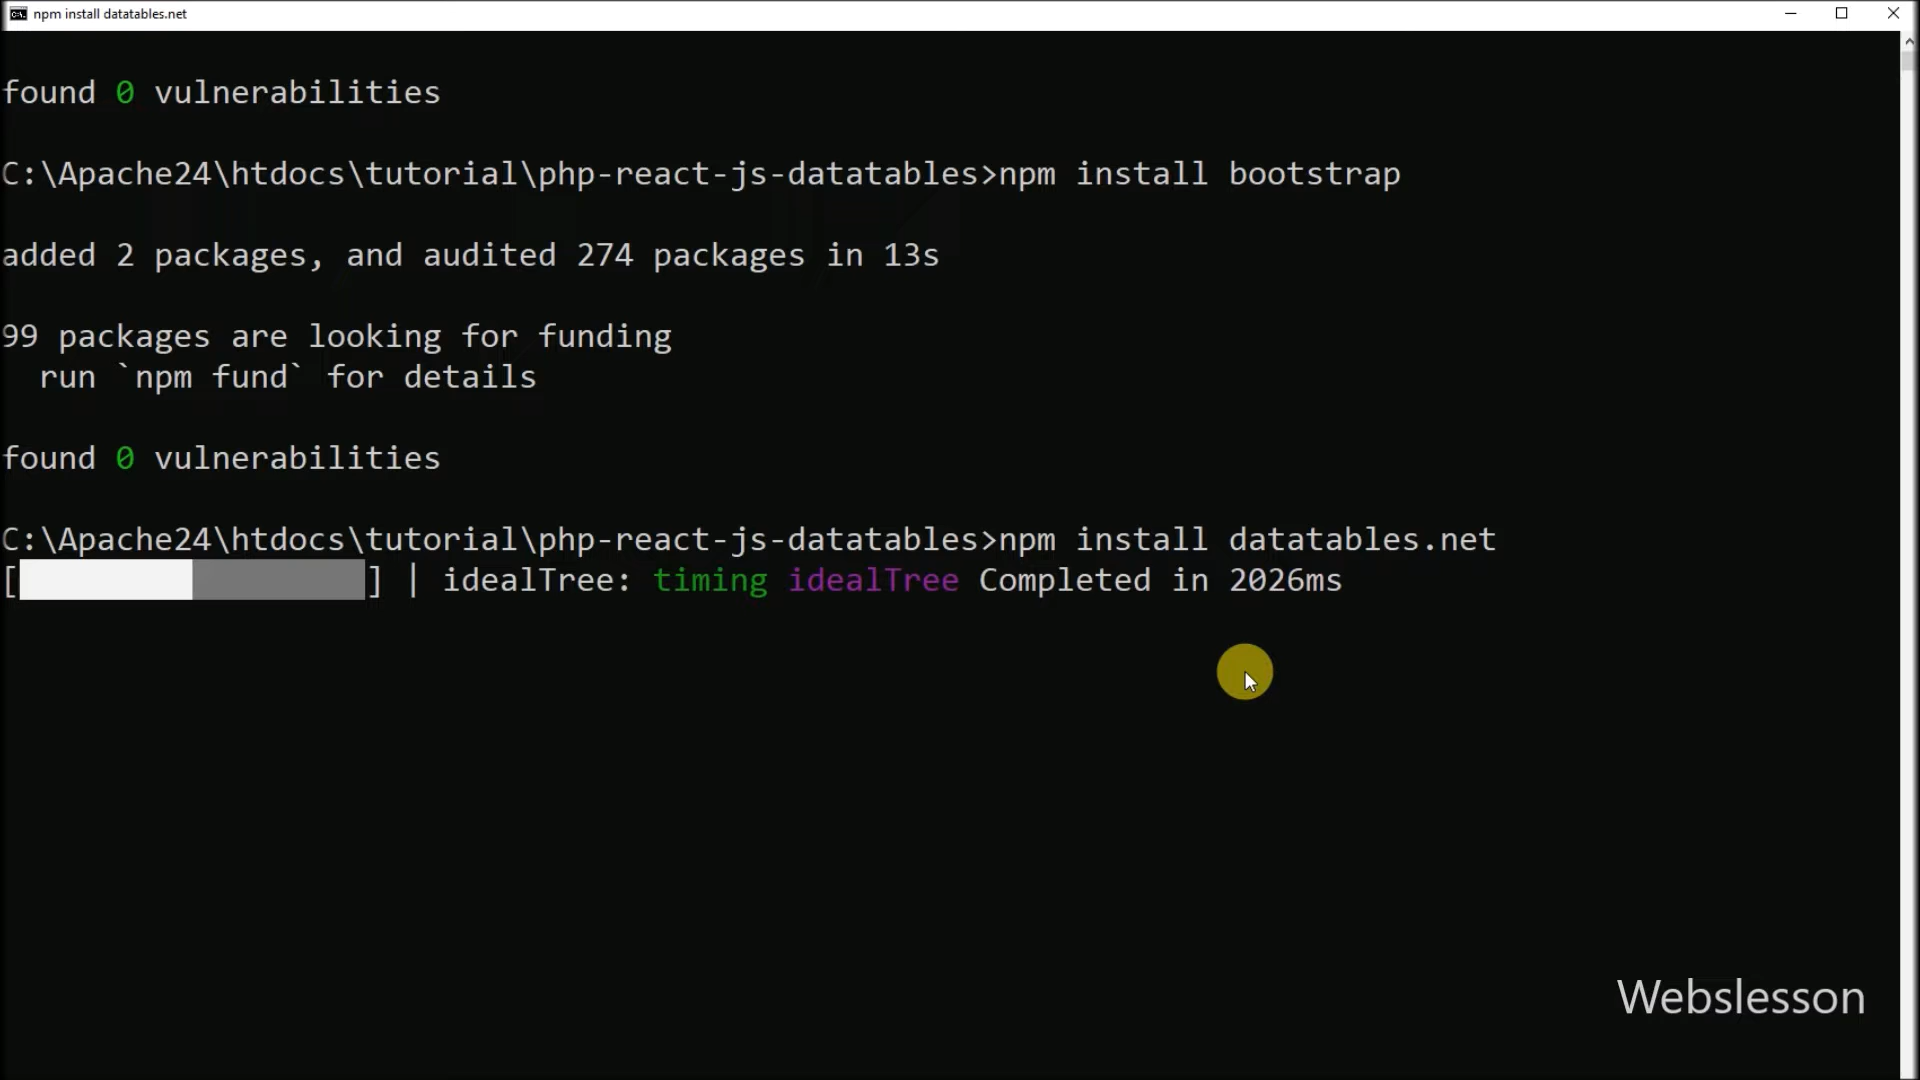 npm install datatables.net
found 0 vulnerabilities
C:\Apache24\htdocs\tutorial\php-react-js-datatables>npm install bootstrap
added 2 packages, and audited 274 packages in 13s
99 packages are looking for funding
run `npm fund` for details
found 0 vulnerabilities
C:\Apache24\htdocs\tutorial\php-react-js-datatables>npm install datatables.net
[ ] | idealTree: timing idealTree Completed in 2026ms
Webslesson